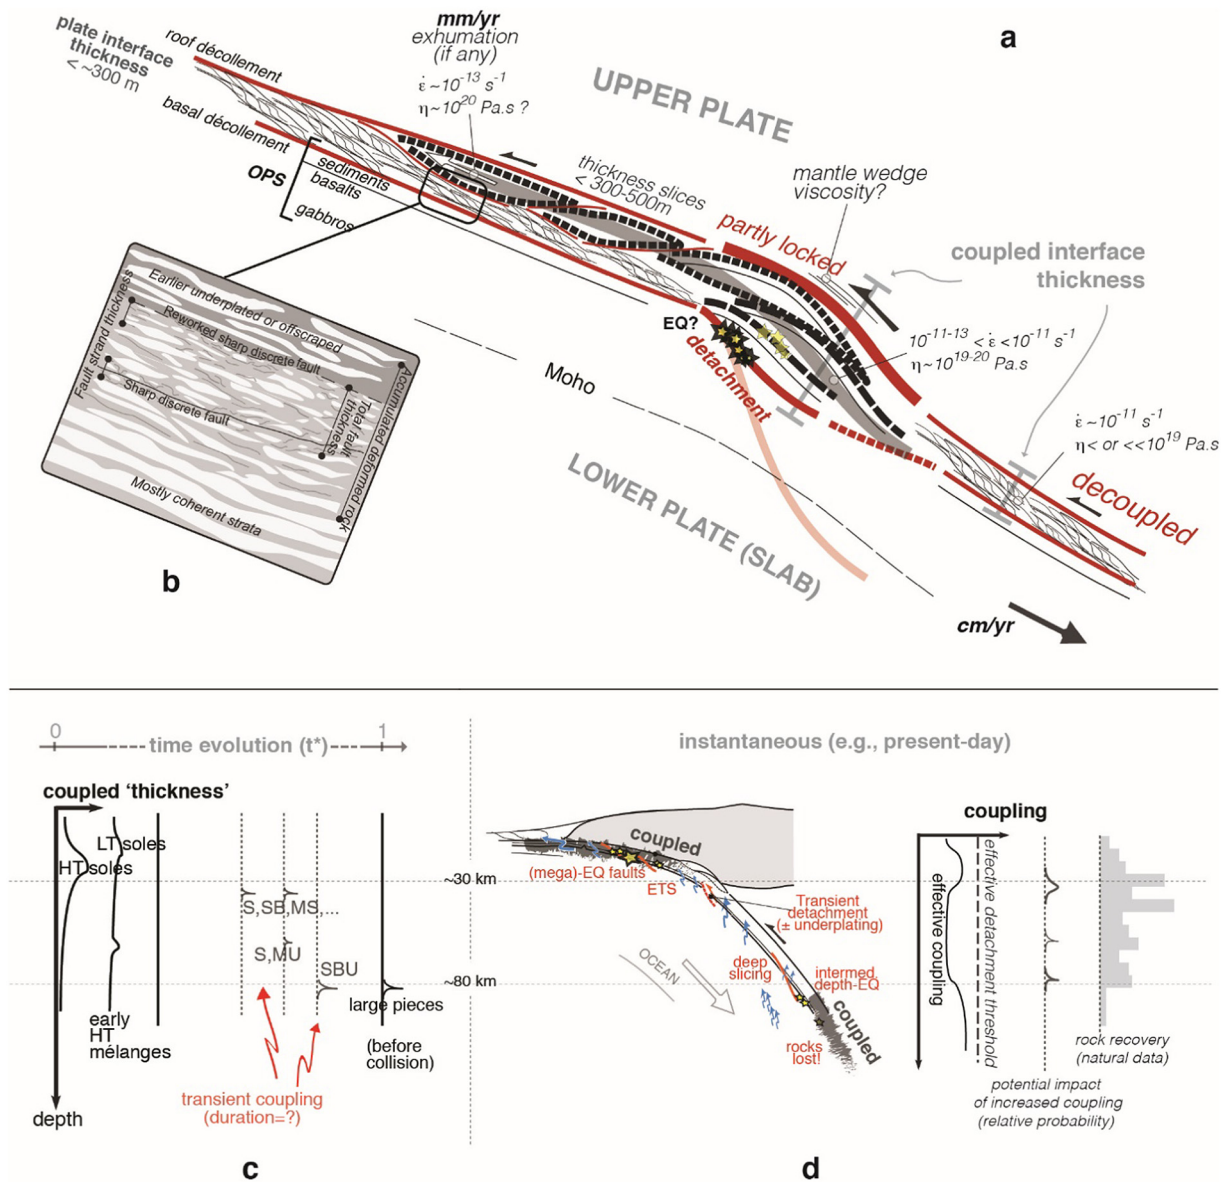 a
plate interface
thickness
< ~300 m
roof décollement
basal décollement
OPS
sediments
basalts
gabbros
mm/yr
exhumation
(if any)
ε̇ ~10⁻¹³ s⁻¹
η~10²⁰ Pa.s ?
UPPER PLATE
thickness slices
< 300-500m
mantle wedge
viscosity?
partly locked
coupled interface
thickness
EQ?
detachment
10⁻¹¹⁻¹³ < ε̇ <10⁻¹¹ s⁻¹
η~10¹⁹⁻²⁰ Pa.s
ε̇ ~10⁻¹¹ s⁻¹
η< or <<10¹⁹ Pa.s
decoupled
Moho
LOWER PLATE (SLAB)
cm/yr
Earlier underplated or offscraped
Reworked sharp discrete fault
Fault strand thickness
Sharp discrete fault
Total fault
thickness
Accumulated deformed rock
Mostly coherent strata
b
0
time evolution (t*)
1
coupled ‘thickness’
LT soles
HT soles
S,SB,MS,...
S,MU
SBU
large pieces
early
HT
mélanges
(before
collision)
transient coupling
(duration=?)
depth
c
instantaneous (e.g., present-day)
~30 km
~80 km
coupled
(mega)-EQ faults
ETS
Transient
detachment
(± underplating)
OCEAN
deep
slicing
intermed.
depth-EQ
coupled
rocks
lost!
coupling
effective coupling
effective detachment threshold
rock recovery
(natural data)
potential impact
of increased coupling
(relative probability)
d